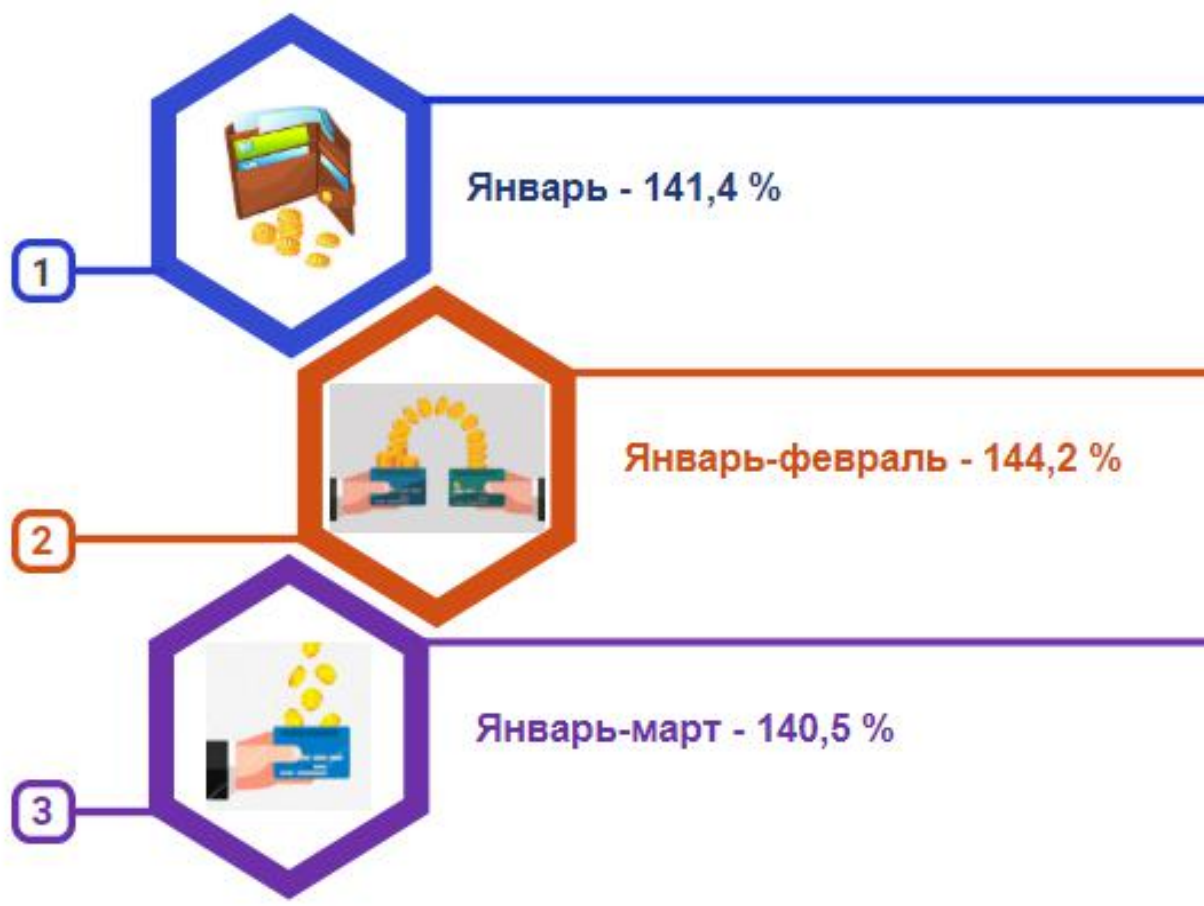 Январь - 141,4 %
1
Январь-февраль - 144,2 %
2
Январь-март - 140,5 %
3